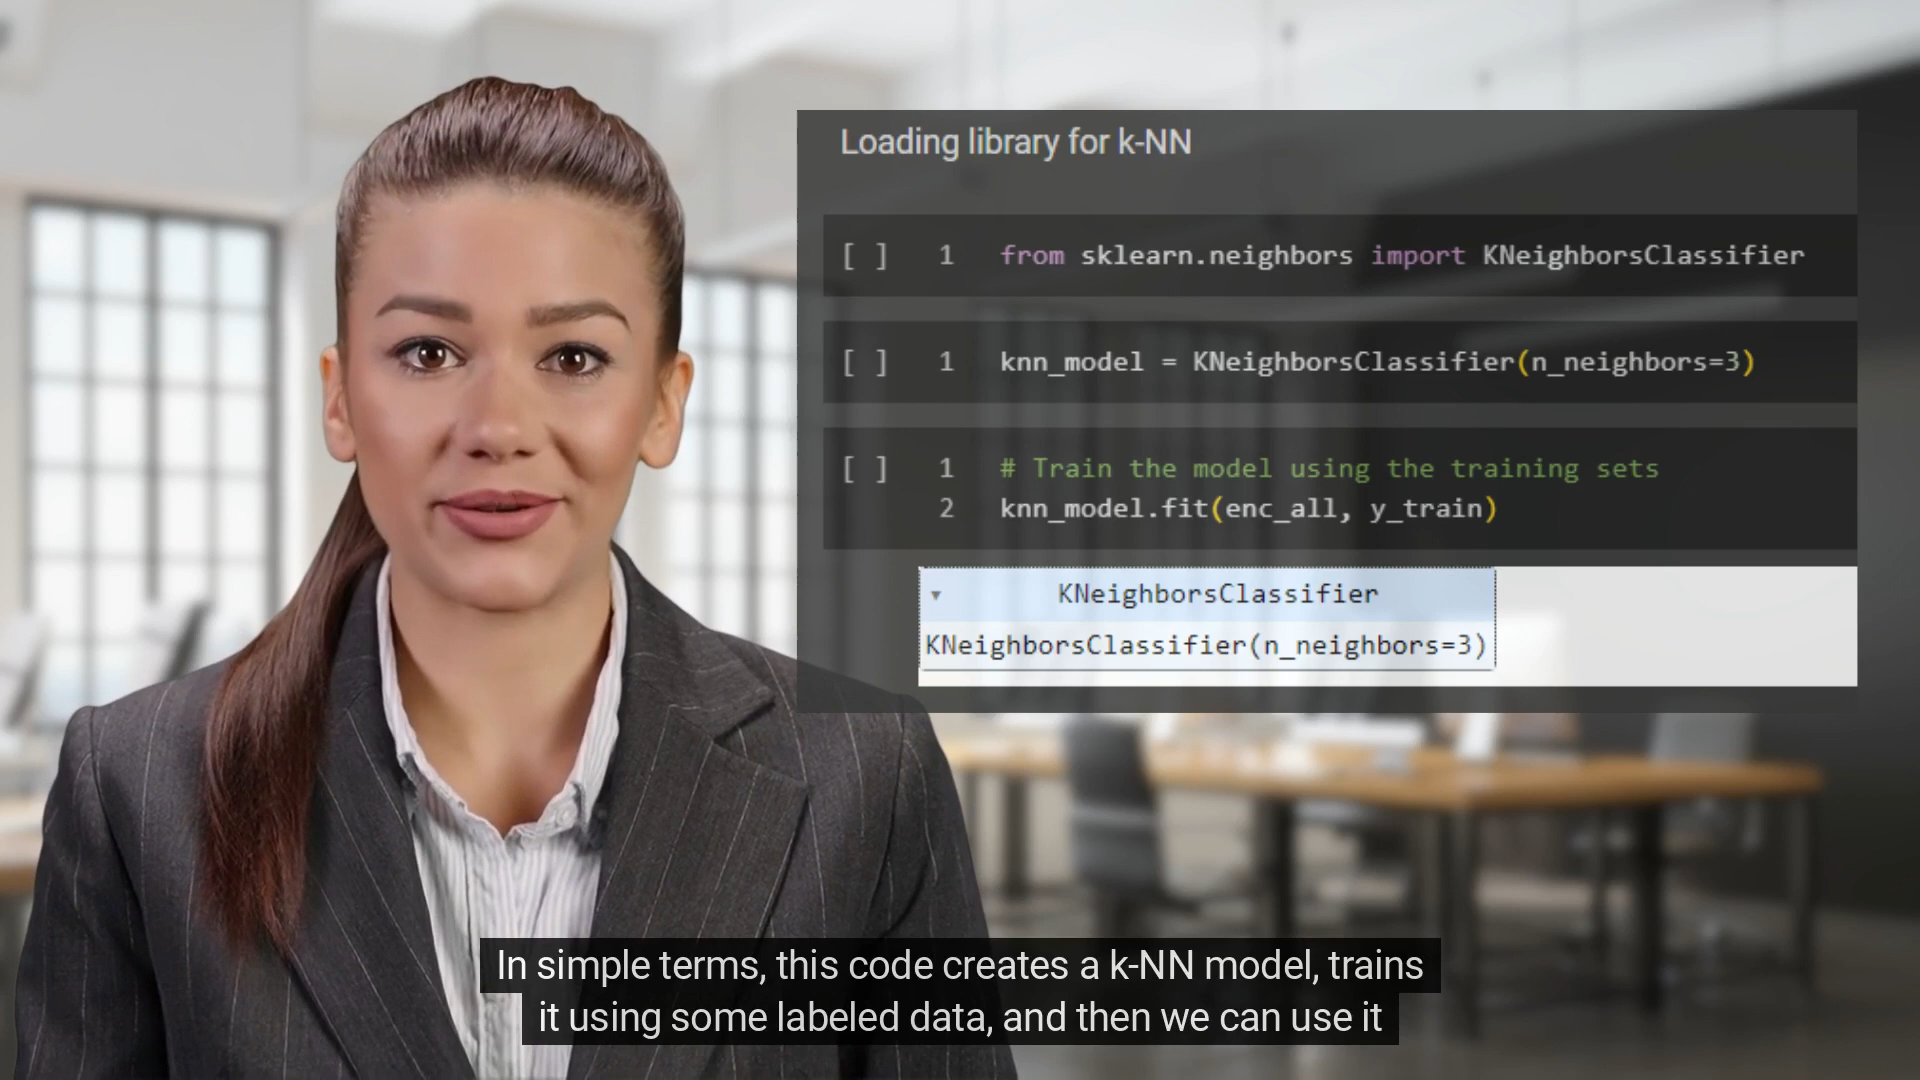 Loading library for k-NN
[ ] 1 from sklearn.neighbors import KNeighborsClassifier
[ ] 1 knn_model = KNeighborsClassifier(n_neighbors=3)
[ ] 1 # Train the model using the training sets
2 knn_model.fit(enc_all, y_train)
▾ KNeighborsClassifier
KNeighborsClassifier(n_neighbors=3)
In simple terms, this code creates a k-NN model, trains
it using some labeled data, and then we can use it